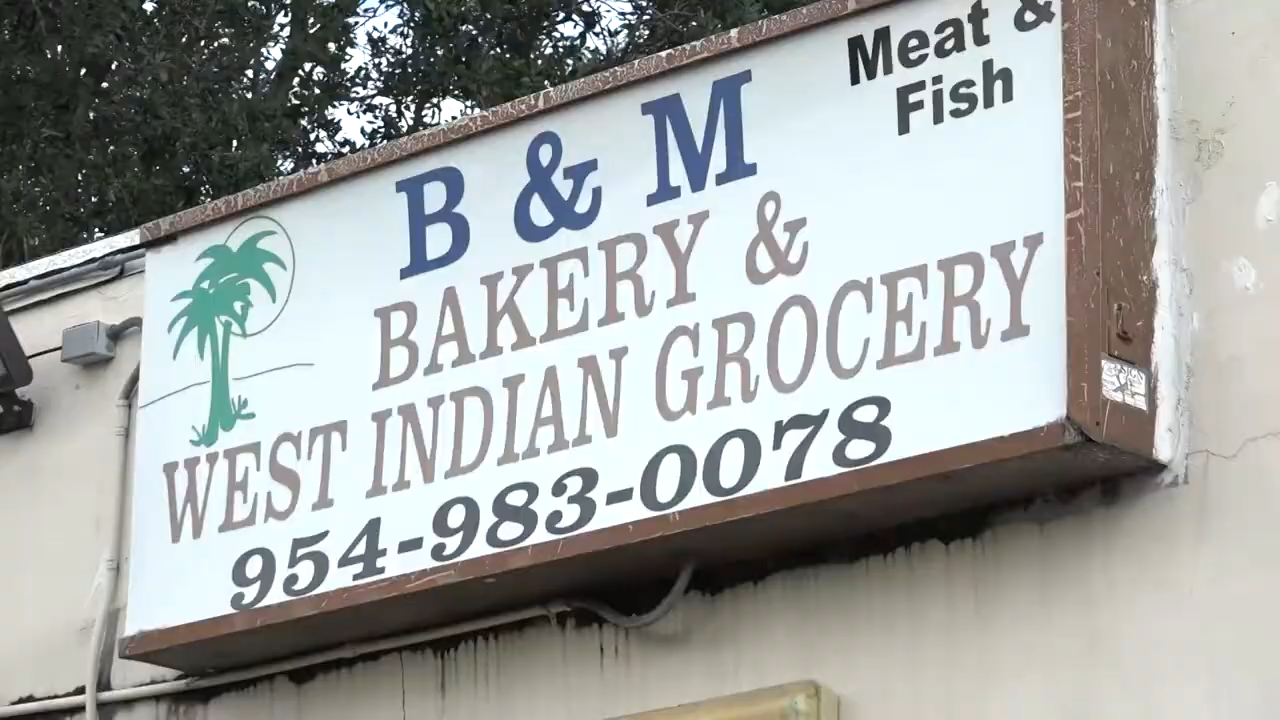 Meat &
Fish
B & M
BAKERY &
WEST INDIAN GROCERY
954-983-0078